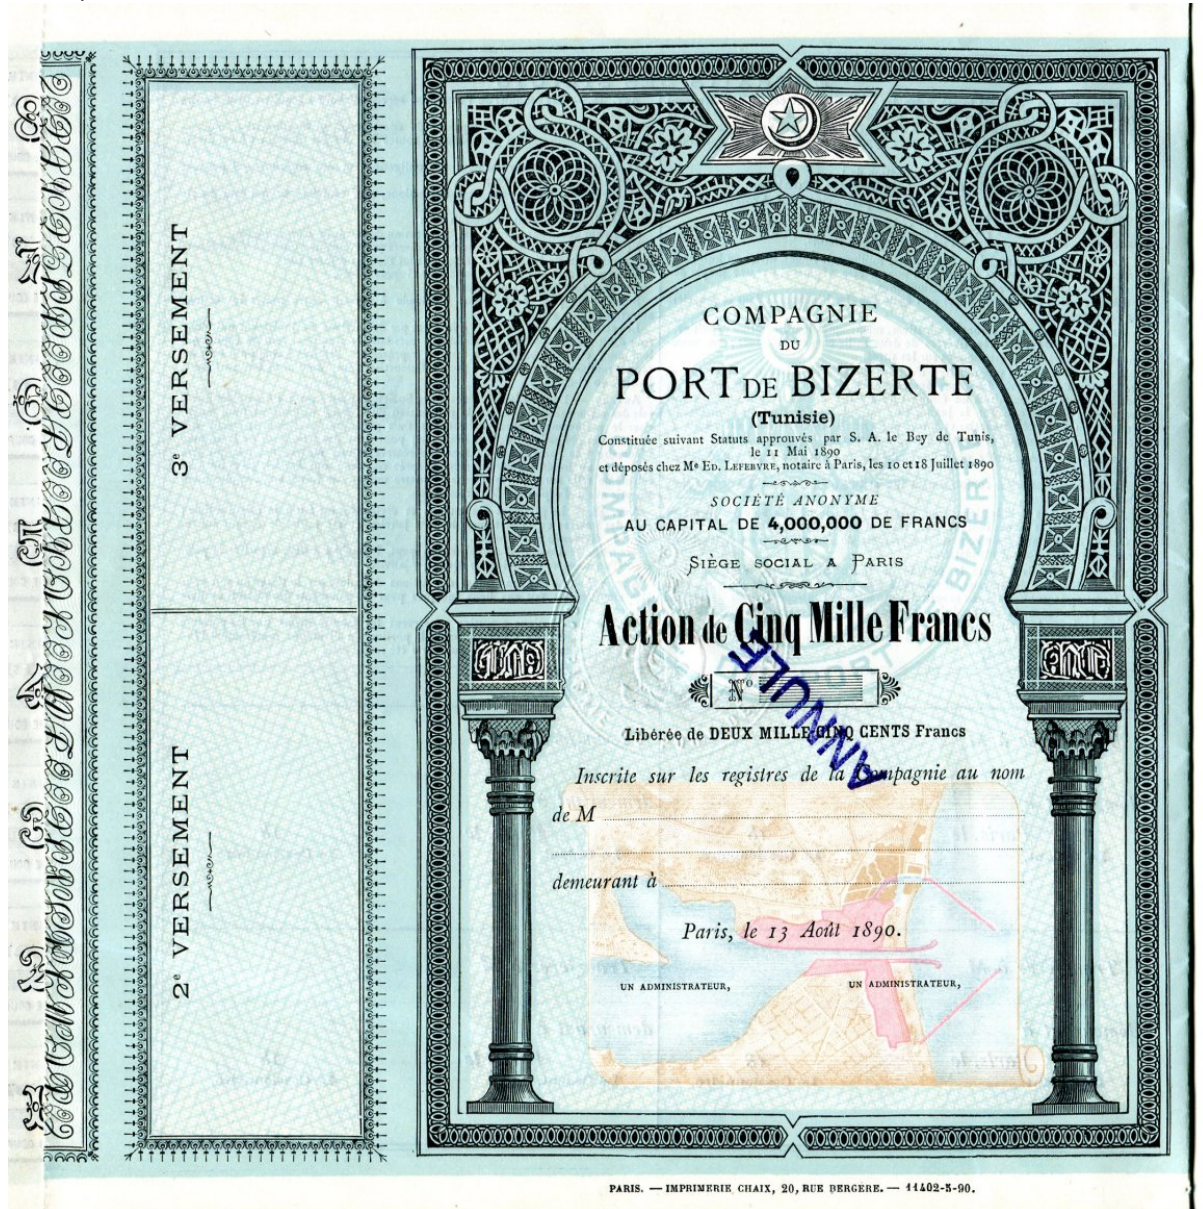 3e VERSEMENT
2e VERSEMENT
COMPAGNIE
DU
PORT DE BIZERTE
(Tunisie)
Constituée suivant Statuts approuvés par S. A. le Bey de Tunis,
le 11 Mai 1890
et déposés chez Me ED. LEFEBVRE, notaire à Paris, les 10 et 18 Juillet 1890
SOCIÉTÉ ANONYME
AU CAPITAL DE 4,000,000 DE FRANCS
SIÈGE SOCIAL A PARIS
Action de Cinq Mille Francs
No
ANNULÉ
Libérée de DEUX MILLE CINQ CENTS Francs
Inscrite sur les registres de la Compagnie au nom
de M
demeurant à
Paris, le 13 Août 1890.
UN ADMINISTRATEUR, UN ADMINISTRATEUR,
PARIS. — IMPRIMERIE CHAIX, 20, RUE BERGÈRE. — 11402-5-90.